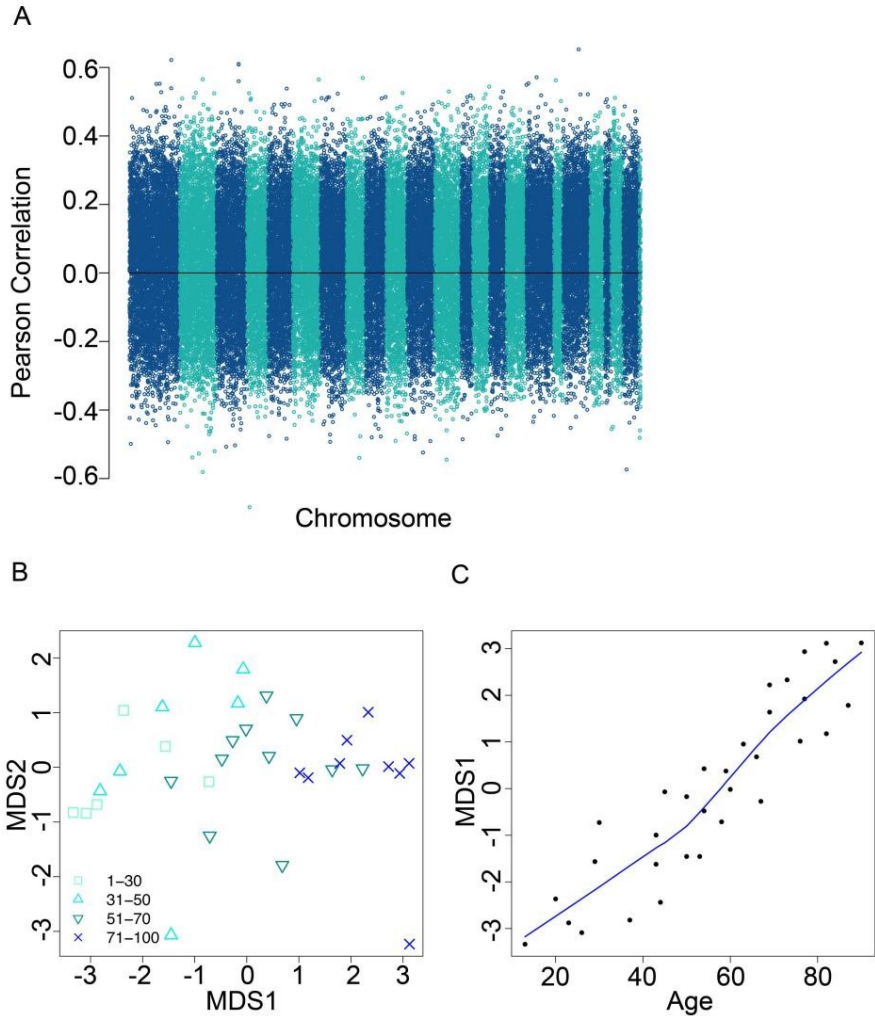 A
Pearson Correlation
0.6
0.4
0.2
0.0
-0.2
-0.4
-0.6
Chromosome
B
MDS2
2
1
0
-1
-2
-3
1–30
31–50
51–70
71–100
-3 -2 -1 0 1 2 3
MDS1
C
MDS1
3
2
1
0
-1
-2
-3
20 40 60 80
Age